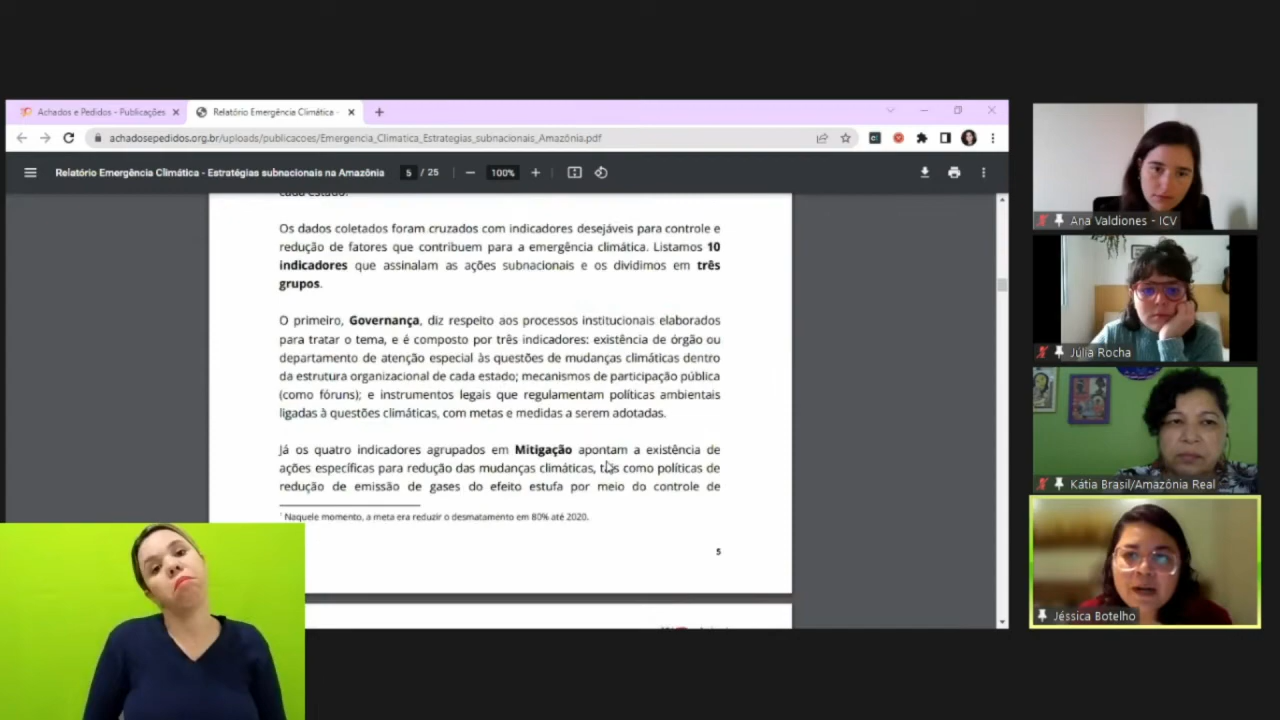 Achados e Pedidos - Publicações
Relatório Emergência Climática -
achadosepedidos.org.br/uploads/publicacoes/Emergencia_Climatica_Estrategias_subnacionais_Amazônia.pdf
Relatório Emergência Climática - Estratégias subnacionais na Amazônia
5 / 25
100%
cada estado.
Os dados coletados foram cruzados com indicadores desejáveis para controle e
redução de fatores que contribuem para a emergência climática. Listamos 10
indicadores que assinalam as ações subnacionais e os dividimos em três
grupos.
O primeiro, Governança, diz respeito aos processos institucionais elaborados
para tratar o tema, e é composto por três indicadores: existência de órgão ou
departamento de atenção especial às questões de mudanças climáticas dentro
da estrutura organizacional de cada estado; mecanismos de participação pública
(como fóruns); e instrumentos legais que regulamentam políticas ambientais
ligadas à questões climáticas, com metas e medidas a serem adotadas.
Já os quatro indicadores agrupados em Mitigação apontam a existência de
ações específicas para redução das mudanças climáticas, tais como políticas de
redução de emissão de gases do efeito estufa por meio do controle de
¹ Naquele momento, a meta era reduzir o desmatamento em 80% até 2020.
5
Ana Valdiones - ICV
Júlia Rocha
Kátia Brasil/Amazônia Real
Jéssica Botelho